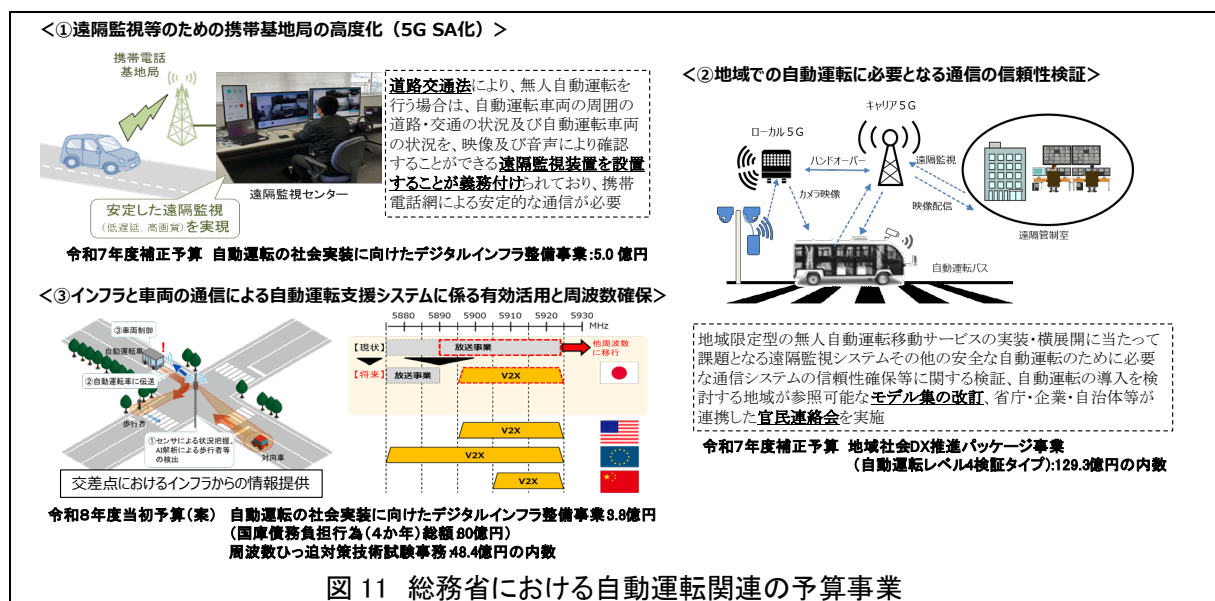 ＜①遠隔監視等のための携帯基地局の高度化（5G SA化）＞
携帯電話
基地局
遠隔監視センター
安定した遠隔監視
(低遅延、高画質)を実現
道路交通法により、無人自動運転を
行う場合は、自動運転車両の周囲の
道路・交通の状況及び自動運転車両
の状況を、映像及び音声により確認
することができる遠隔監視装置を設置
することが義務付けられており、携帯
電話網による安定的な通信が必要
令和7年度補正予算 自動運転の社会実装に向けたデジタルインフラ整備事業:5.0 億円
＜②地域での自動運転に必要となる通信の信頼性検証＞
キャリア5G
ローカル5G
ハンドオーバー
遠隔監視
カメラ映像
映像配信
遠隔管制室
自動運転バス
地域限定型の無人自動運転移動サービスの実装・横展開に当たって
課題となる遠隔監視システムその他の安全な自動運転のために必要
な通信システムの信頼性確保等に関する検証、自動運転の導入を検
討する地域が参照可能なモデル集の改訂、省庁・企業・自治体等が
連携した官民連絡会を実施
令和7年度補正予算 地域社会DX推進パッケージ事業
(自動運転レベル4検証タイプ):129.3億円の内数
＜③インフラと車両の通信による自動運転支援システムに係る有効活用と周波数確保＞
③車両制御
自動運転車
②自動運転車に伝送
歩行者
①センサによる状況把握、
AI解析による歩行者等
の検出
対向車
交差点におけるインフラからの情報提供
5880 5890 5900 5910 5920 5930
MHz
【現状】 放送事業 他周波数
に移行
【将来】 放送事業 V2X
V2X
V2X
V2X
令和8年度当初予算(案) 自動運転の社会実装に向けたデジタルインフラ整備事業:3.8億円
(国庫債務負担行為(4か年)総額:80億円)
周波数ひっ迫対策技術試験事務:48.4億円の内数
図 11 総務省における自動運転関連の予算事業